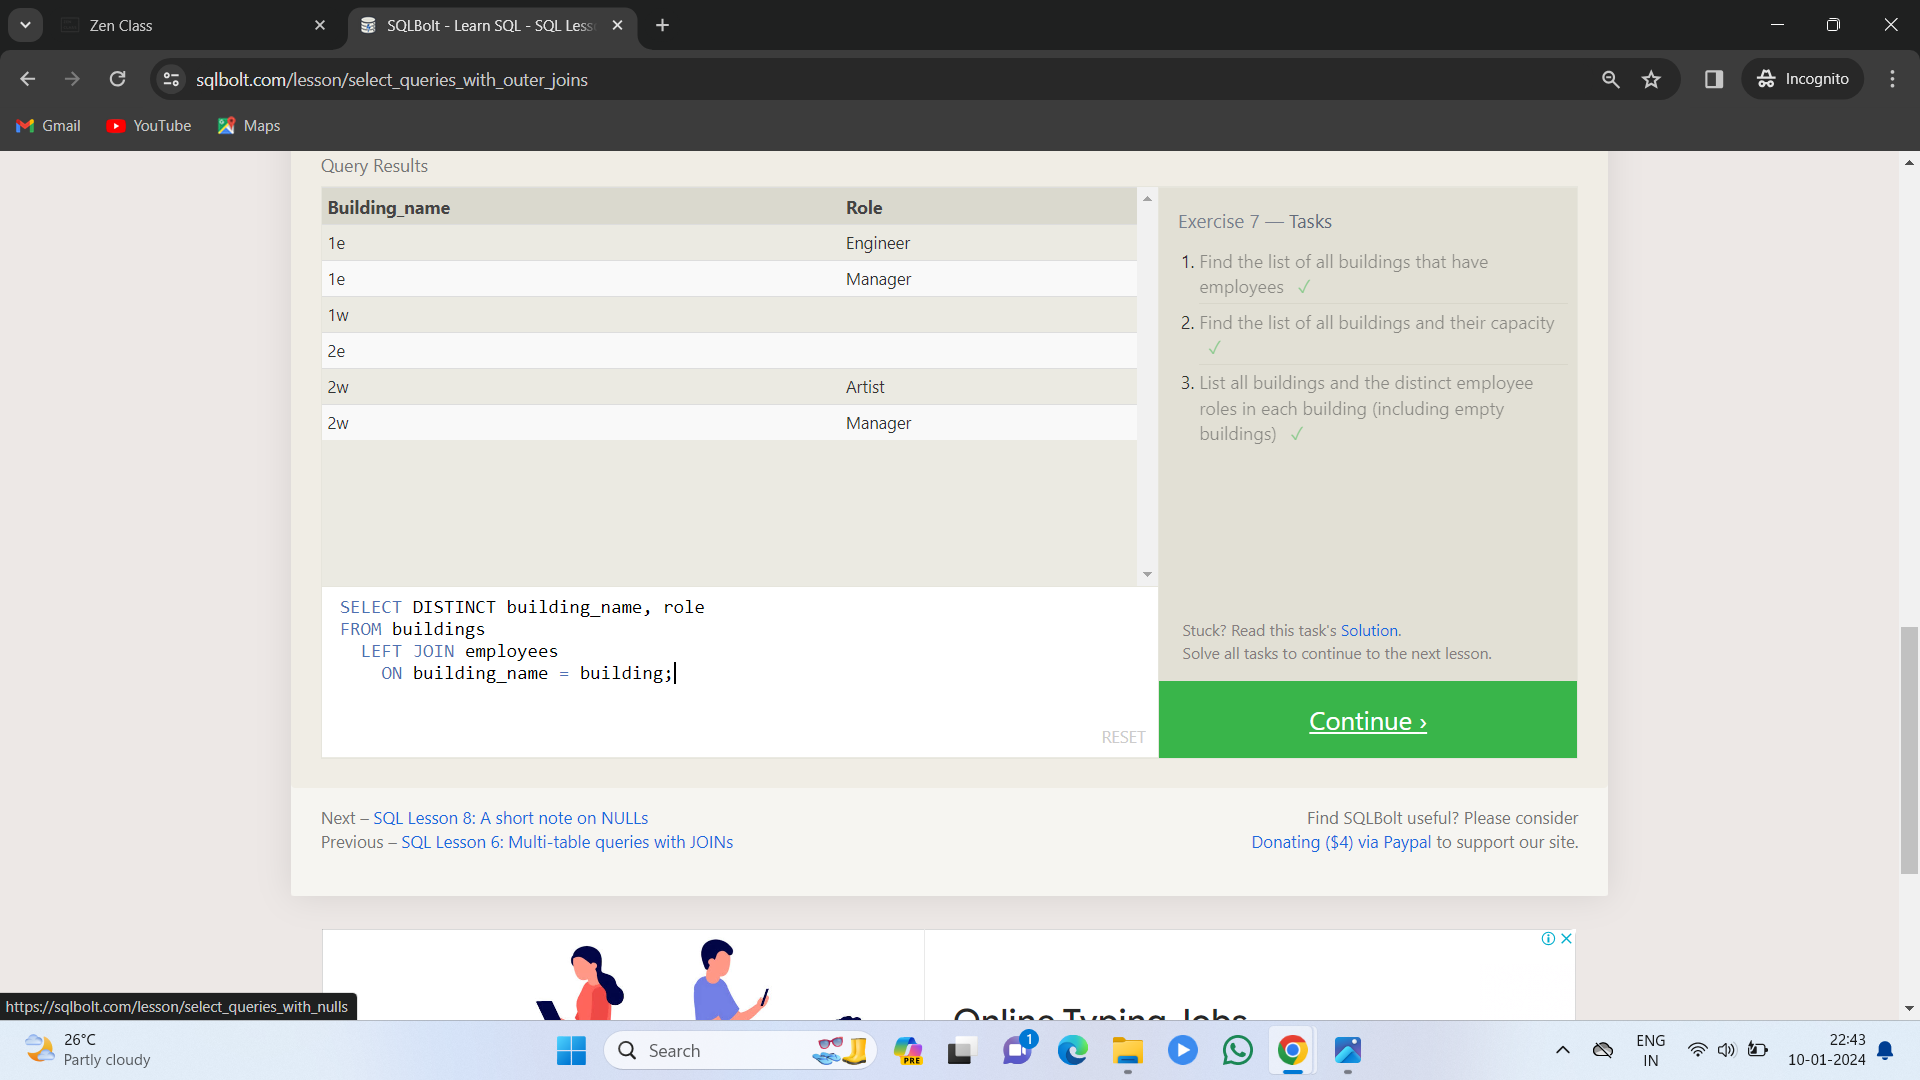 Zen Class
SQLBolt - Learn SQL - SQL Less
sqlbolt.com/lesson/select_queries_with_outer_joins
Incognito
Gmail
YouTube
Maps
Query Results
Building_name Role
1e Engineer
1e Manager
1w
2e
2w Artist
2w Manager
Exercise 7 — Tasks
1. Find the list of all buildings that have
employees ✓
2. Find the list of all buildings and their capacity
✓
3. List all buildings and the distinct employee
roles in each building (including empty
buildings) ✓
SELECT DISTINCT building_name, role
FROM buildings
LEFT JOIN employees
ON building_name = building;
RESET
Stuck? Read this task's Solution.
Solve all tasks to continue to the next lesson.
Continue ›
Next – SQL Lesson 8: A short note on NULLs
Previous – SQL Lesson 6: Multi-table queries with JOINs
Find SQLBolt useful? Please consider
Donating ($4) via Paypal to support our site.
Online Typing Jobs
https://sqlbolt.com/lesson/select_queries_with_nulls
26°C
Partly cloudy
Search
PRE
1
ENG
IN
22:43
10-01-2024